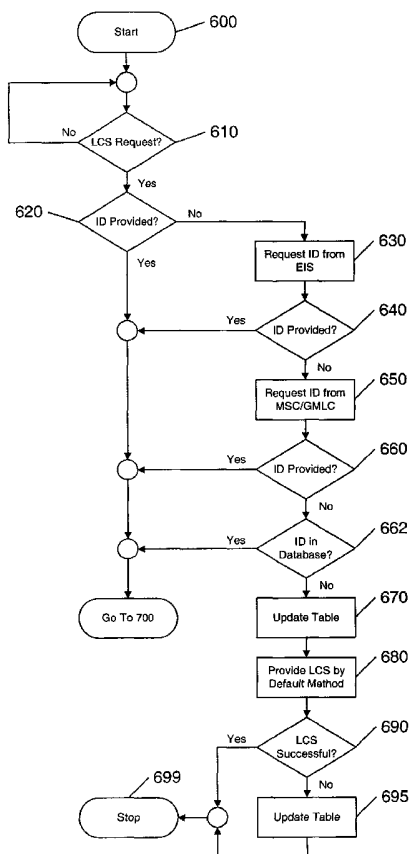 Start
600
No
LCS Request?
610
Yes
620
ID Provided?
No
Yes
Request ID from
EIS
630
Yes
ID Provided?
640
No
Request ID from
MSC/GMLC
650
Yes
ID Provided?
660
No
Yes
ID in
Database?
662
No
Go To 700
Update Table
670
Provide LCS by
Default Method
680
Yes
LCS
Successful?
690
No
699
Stop
Update Table
695